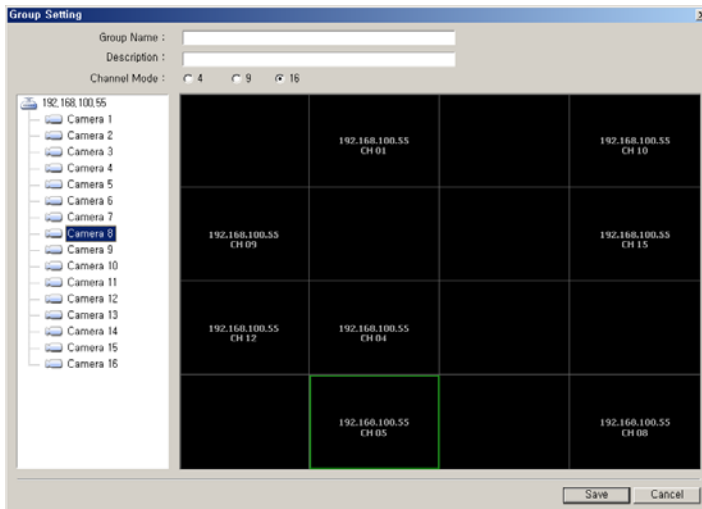 Group Setting
Group Name :
Description :
Channel Mode : 4 9 16
192,168,100,55
Camera 1
Camera 2
Camera 3
Camera 4
Camera 5
Camera 6
Camera 7
Camera 8
Camera 9
Camera 10
Camera 11
Camera 12
Camera 13
Camera 14
Camera 15
Camera 16
192.168.100.55
CH 01
192.168.100.55
CH 10
192.168.100.55
CH 09
192.168.100.55
CH 15
192.168.100.55
CH 12
192.168.100.55
CH 04
192.168.100.55
CH 05
192.168.100.55
CH 08
Save
Cancel